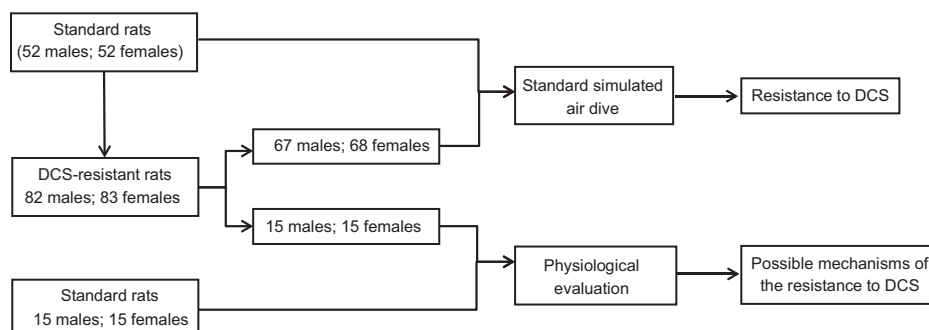 Standard rats
(52 males; 52 females)
Standard simulated
air dive
Resistance to DCS
67 males; 68 females
DCS-resistant rats
82 males; 83 females
15 males; 15 females
Physiological
evaluation
Possible mechanisms of
the resistance to DCS
Standard rats
15 males; 15 females